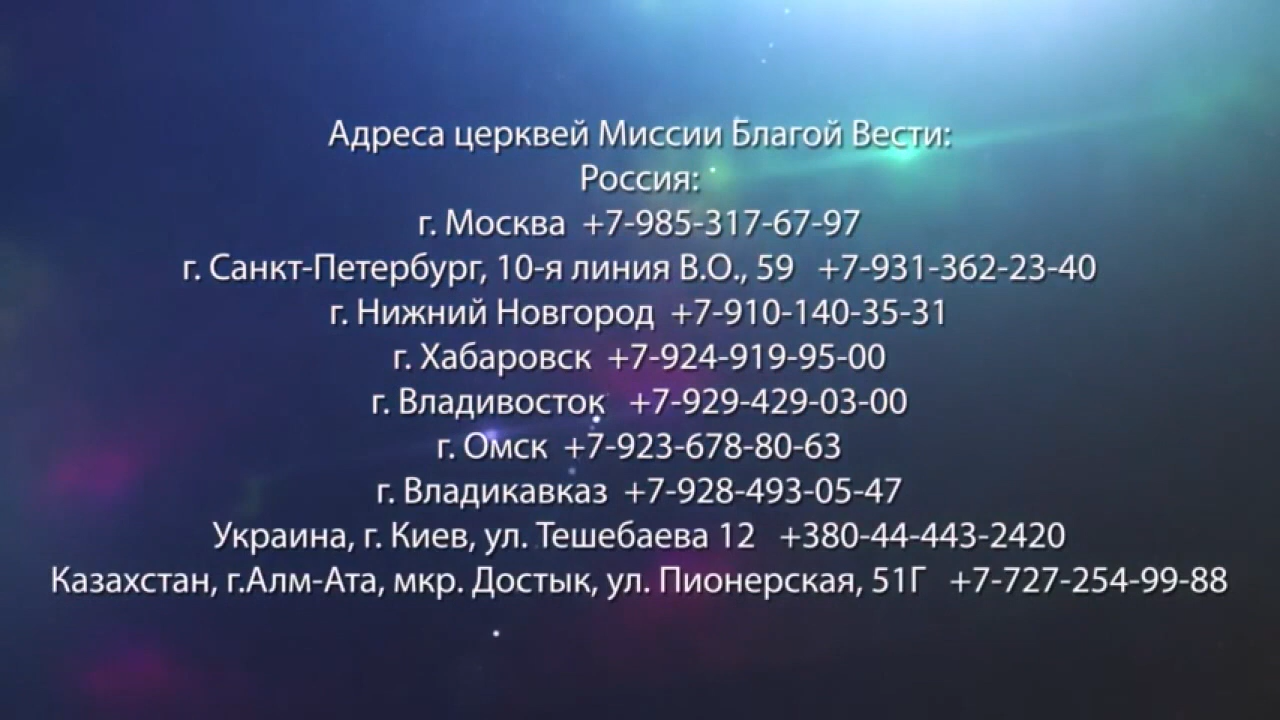 Адреса церквей Миссии Благой Вести:
Россия:
г. Москва +7-985-317-67-97
г. Санкт-Петербург, 10-я линия В.О., 59 +7-931-362-23-40
г. Нижний Новгород +7-910-140-35-31
г. Хабаровск +7-924-919-95-00
г. Владивосток +7-929-429-03-00
г. Омск +7-923-678-80-63
г. Владикавказ +7-928-493-05-47
Украина, г. Киев, ул. Тешебаева 12 +380-44-443-2420
Казахстан, г.Алм-Ата, мкр. Достык, ул. Пионерская, 51Г +7-727-254-99-88